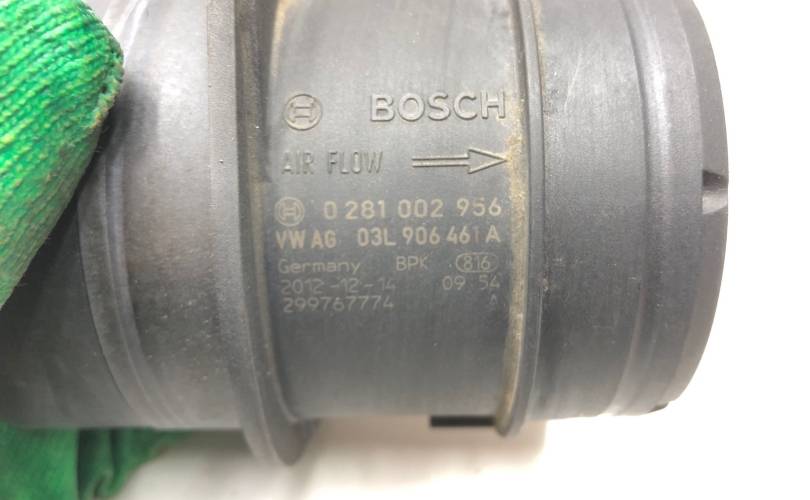 BOSCH
AIR FLOW
0 281 002 956
VW AG 03L 906 461 A
Germany BPK 816
2012-12-14 09 54
299767774 A